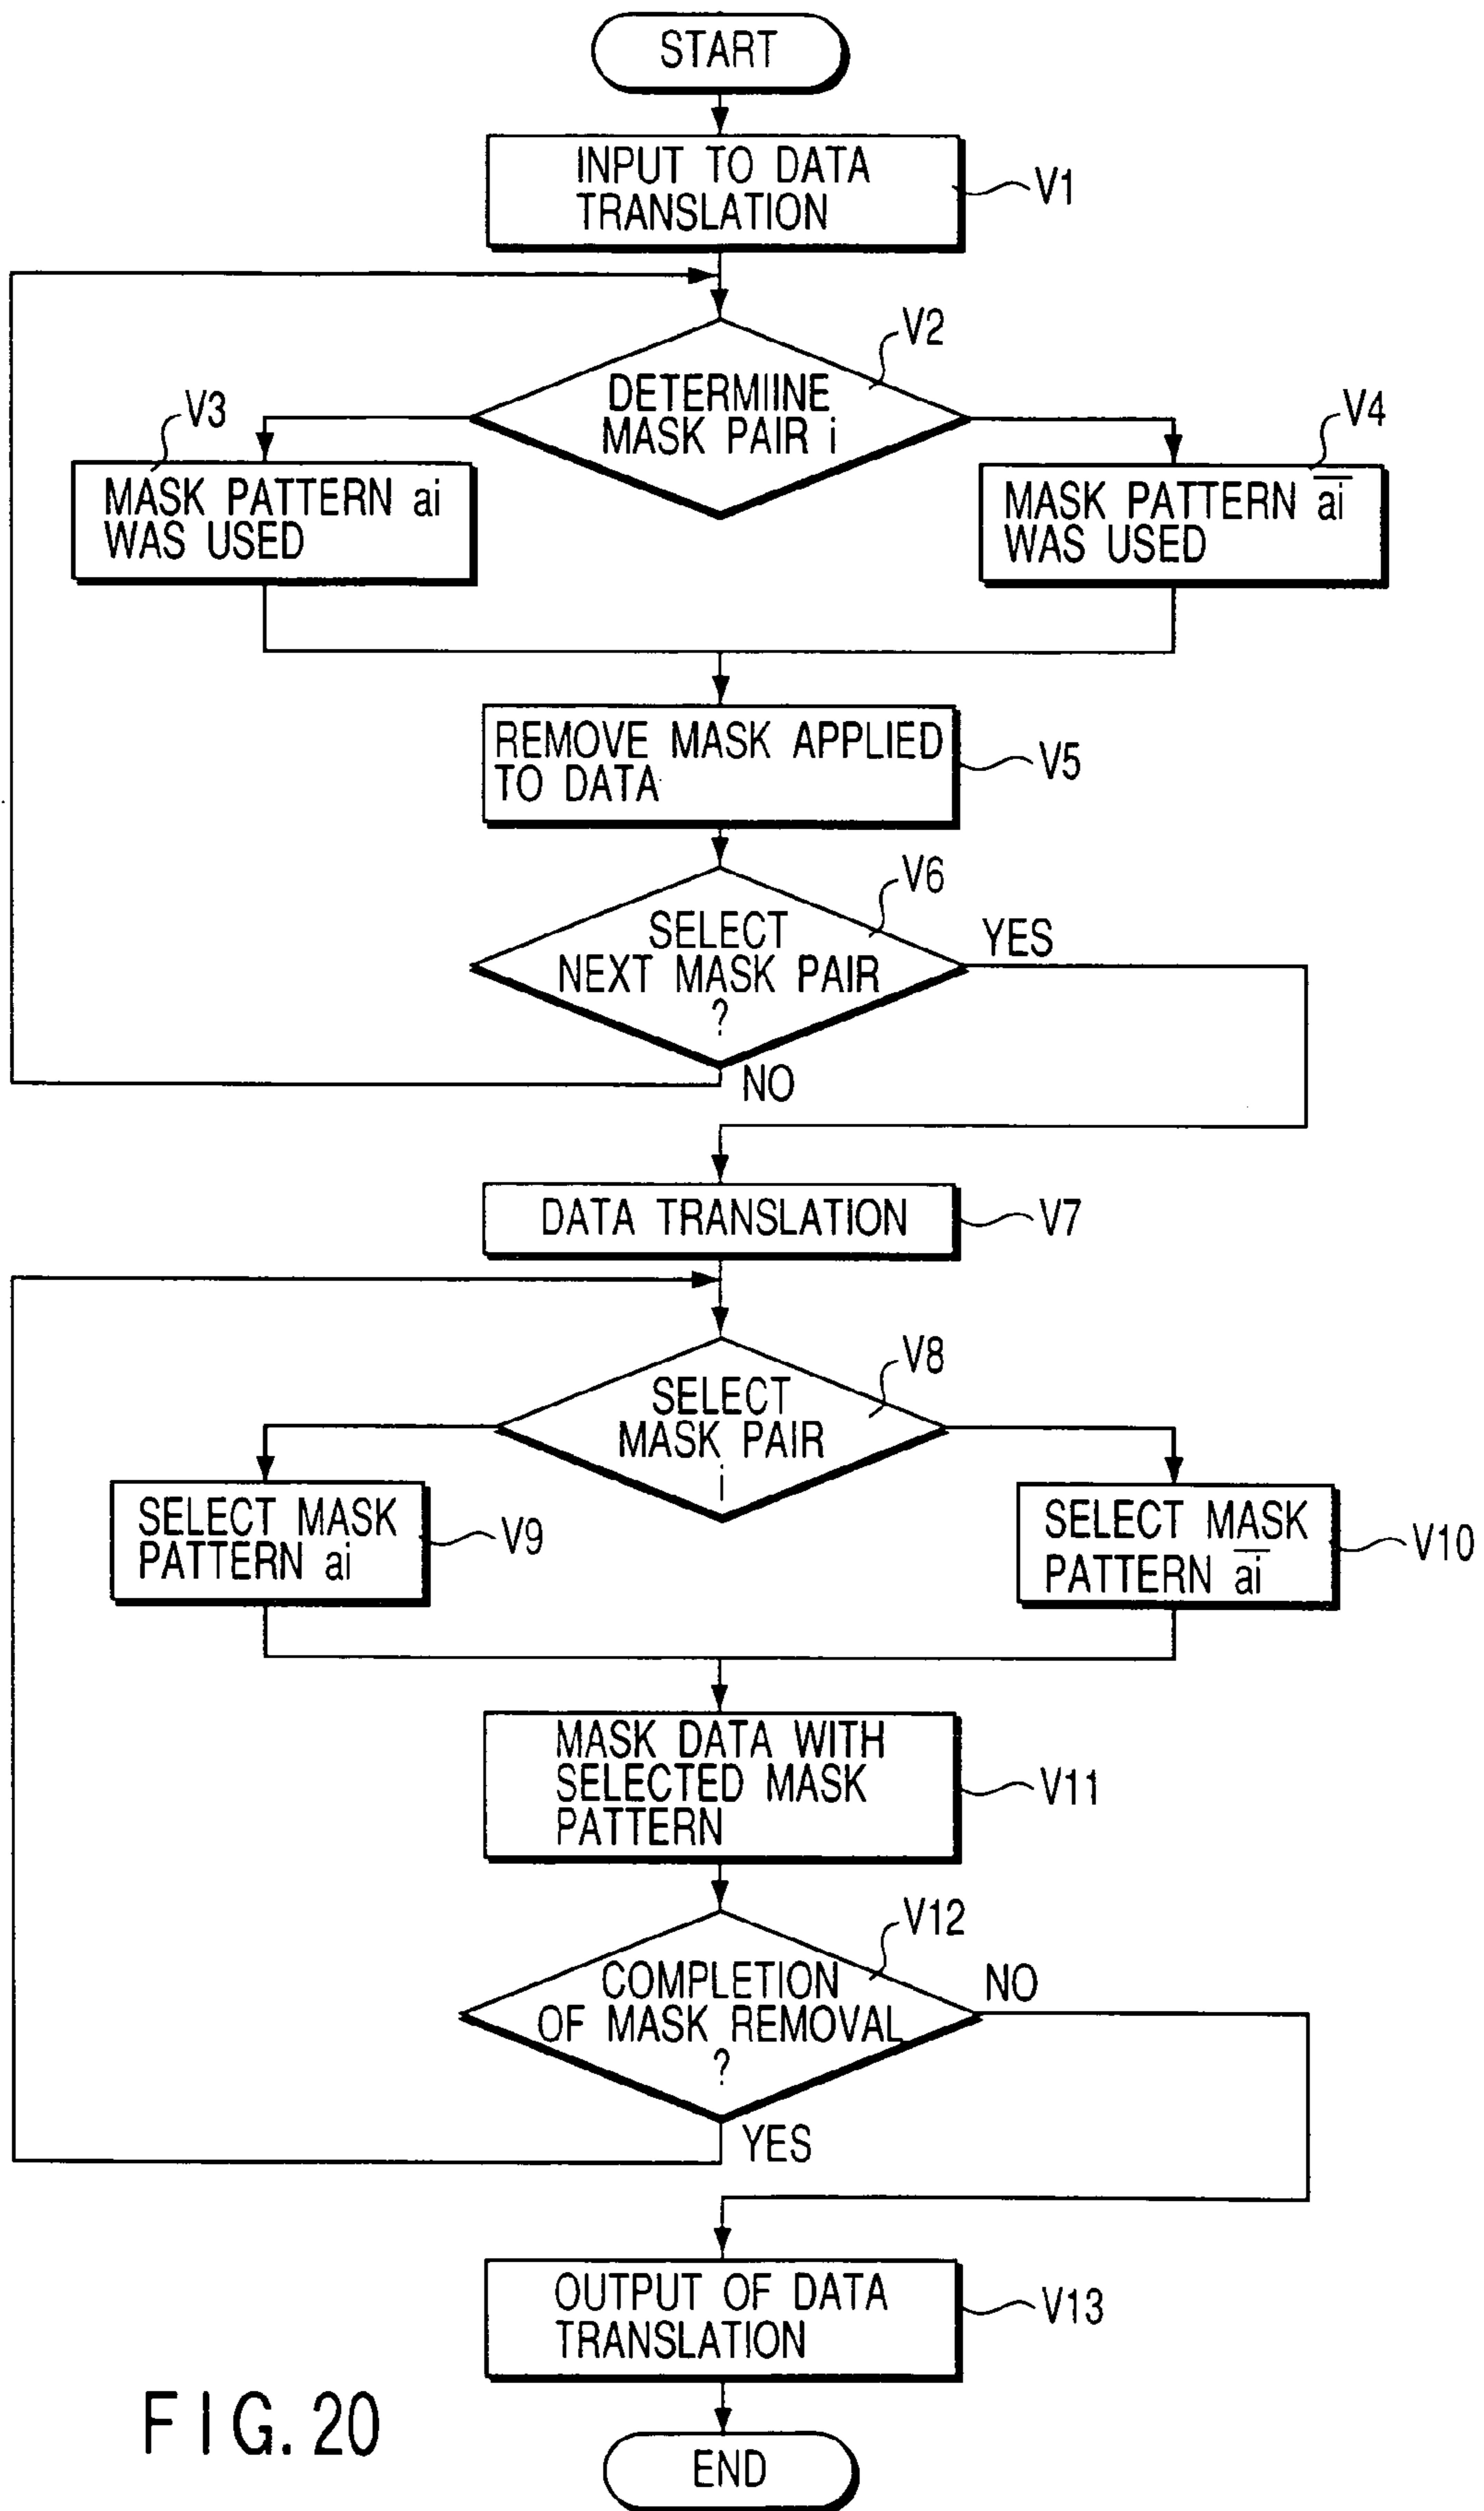 START
INPUT TO DATA
TRANSLATION
V1
V2
DETERMIINE
MASK PAIR i
V3
V4
MASK PATTERN ai
WAS USED
MASK PATTERN a̅i̅
WAS USED
REMOVE MASK APPLIED
TO DATA
V5
V6
SELECT
NEXT MASK PAIR
?
YES
NO
DATA TRANSLATION
V7
V8
SELECT
MASK PAIR
i
SELECT MASK
PATTERN ai
V9
SELECT MASK
PATTERN a̅i̅
V10
MASK DATA WITH
SELECTED MASK
PATTERN
V11
V12
COMPLETION
OF MASK REMOVAL
?
NO
YES
OUTPUT OF DATA
TRANSLATION
V13
FIG. 20
END